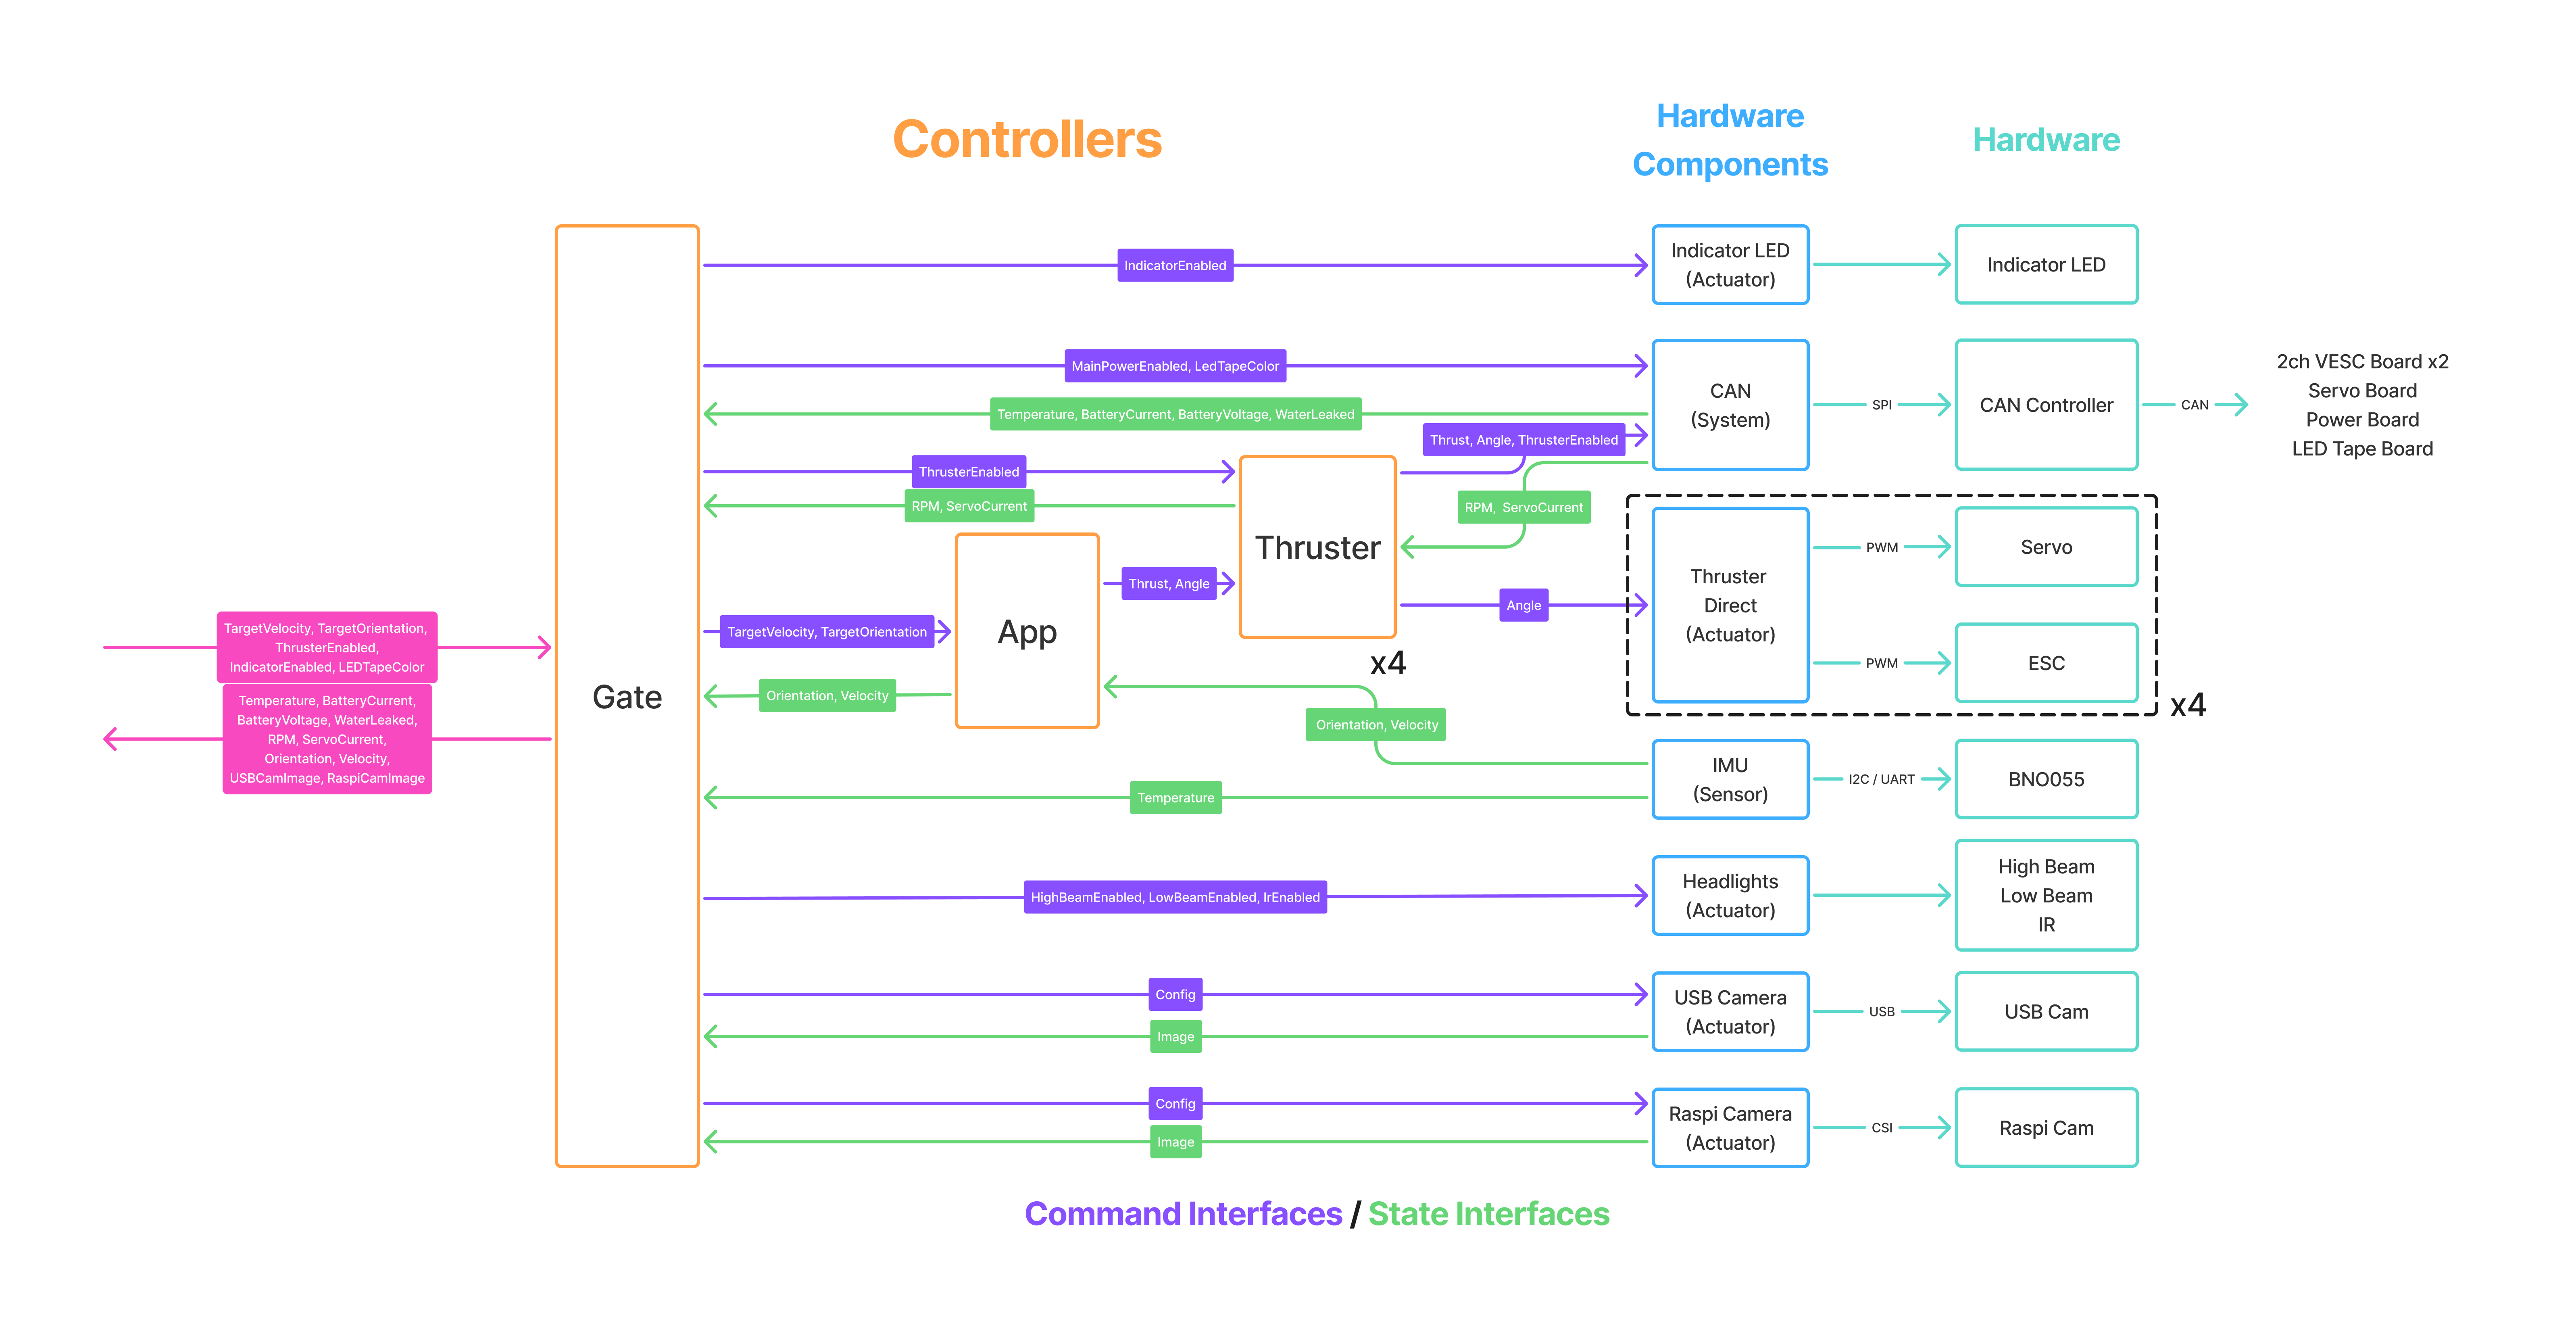 Controllers
Hardware
Components
Hardware
IndicatorEnabled
Indicator LED
(Actuator)
Indicator LED
MainPowerEnabled, LedTapeColor
Temperature, BatteryCurrent, BatteryVoltage, WaterLeaked
CAN
(System)
SPI
CAN Controller
CAN
2ch VESC Board x2
Servo Board
Power Board
LED Tape Board
Thrust, Angle, ThrusterEnabled
ThrusterEnabled
RPM, ServoCurrent
RPM, ServoCurrent
Thruster
x4
App
Thrust, Angle
Angle
Thruster
Direct
(Actuator)
PWM
Servo
PWM
ESC
x4
TargetVelocity, TargetOrientation,
ThrusterEnabled,
IndicatorEnabled, LEDTapeColor
Temperature, BatteryCurrent,
BatteryVoltage, WaterLeaked,
RPM, ServoCurrent,
Orientation, Velocity,
USBCamImage, RaspiCamImage
Gate
TargetVelocity, TargetOrientation
Orientation, Velocity
Orientation, Velocity
Temperature
IMU
(Sensor)
I2C / UART
BNO055
HighBeamEnabled, LowBeamEnabled, IrEnabled
Headlights
(Actuator)
High Beam
Low Beam
IR
Config
Image
USB Camera
(Actuator)
USB
USB Cam
Config
Image
Raspi Camera
(Actuator)
CSI
Raspi Cam
Command Interfaces / State Interfaces